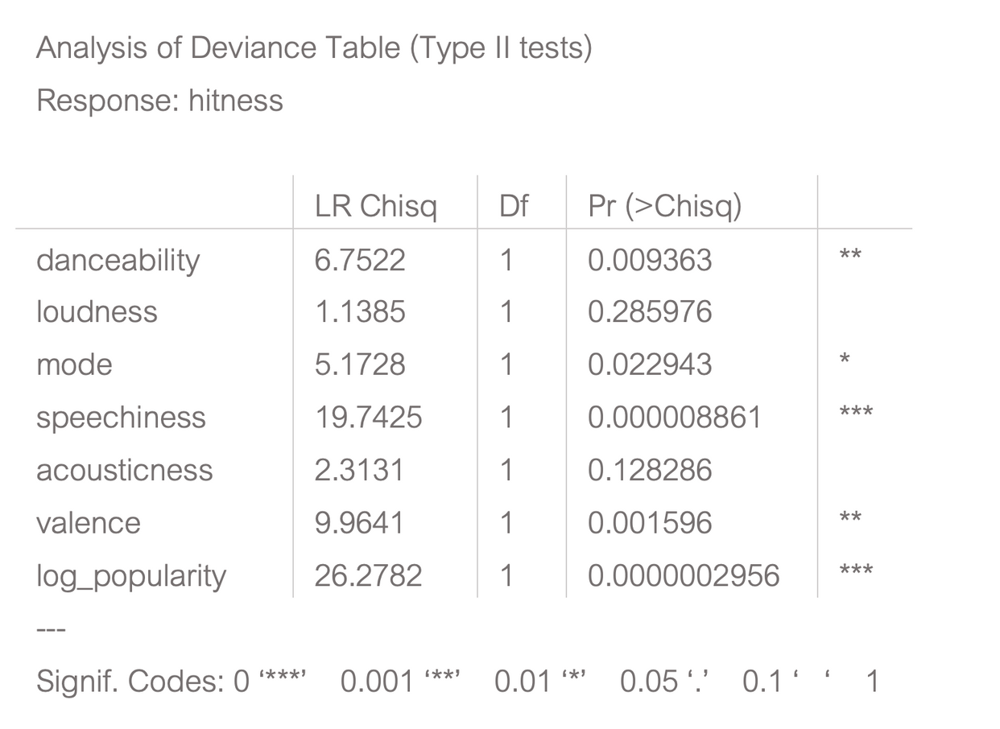 Analysis of Deviance Table (Type II tests)
Response: hitness
LR Chisq Df Pr (>Chisq)
danceability 6.7522 1 0.009363 **
loudness 1.1385 1 0.285976
mode 5.1728 1 0.022943 *
speechiness 19.7425 1 0.000008861 ***
acousticness 2.3131 1 0.128286
valence 9.9641 1 0.001596 **
log_popularity 26.2782 1 0.0000002956 ***
---
Signif. Codes: 0 ‘***’ 0.001 ‘**’ 0.01 ‘*’ 0.05 ‘.’ 0.1 ‘ ‘ 1